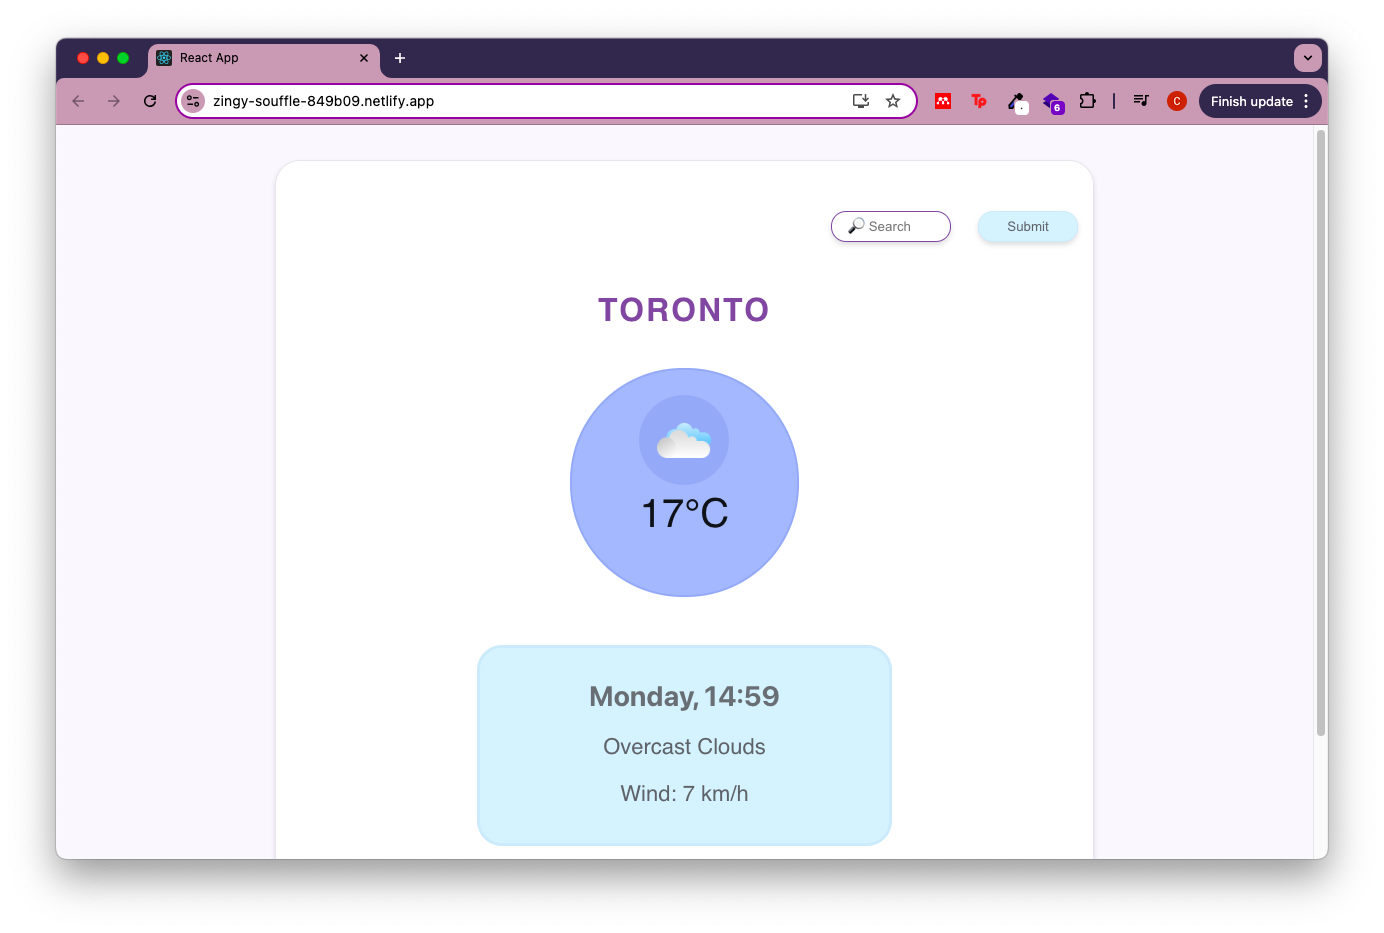 React App
zingy-souffle-849b09.netlify.app
Tp
6
C
Finish update
Search
Submit
TORONTO
17°C
Monday, 14:59
Overcast Clouds
Wind: 7 km/h